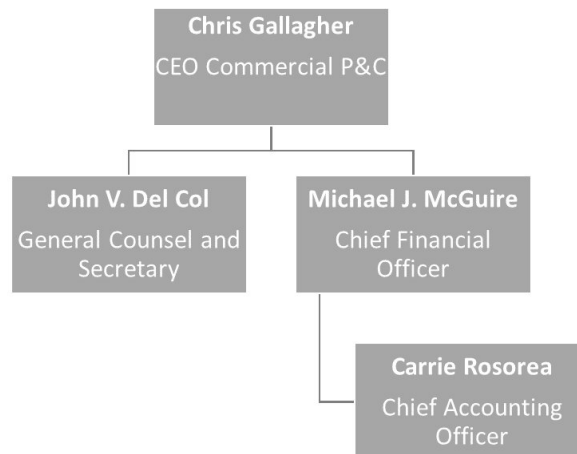 Chris Gallagher
CEO Commercial P&C
John V. Del Col
General Counsel and
Secretary
Michael J. McGuire
Chief Financial
Officer
Carrie Rosorea
Chief Accounting
Officer